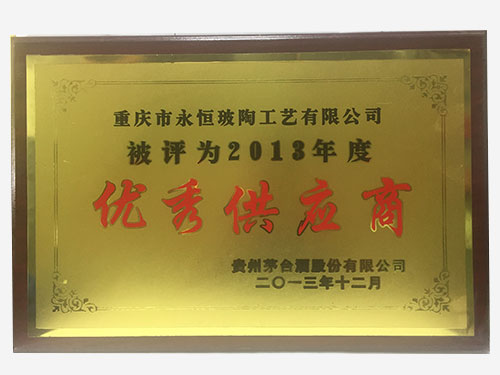 重庆市永恒玻陶工艺有限公司
被评为2013年度
优秀供应商
贵州茅台酒股份有限公司
二〇一三年十二月